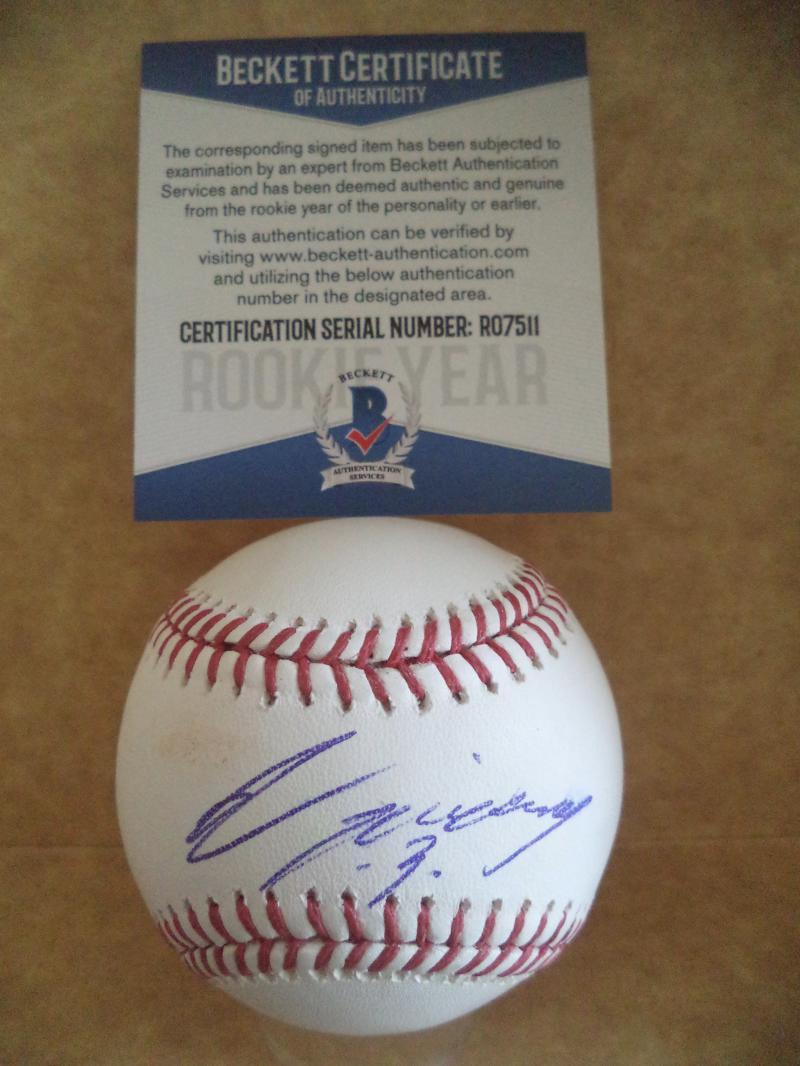 BECKETT CERTIFICATE
OF AUTHENTICITY
The corresponding signed item has been subjected to
examination by an expert from Beckett Authentication
Services and has been deemed authentic and genuine
from the rookie year of the personality or earlier.
This authentication can be verified by
visiting www.beckett-authentication.com
and utilizing the below authentication
number in the designated area.
CERTIFICATION SERIAL NUMBER: R07511
ROOKIE YEAR
BECKETT
B
AUTHENTICATION
SERVICES